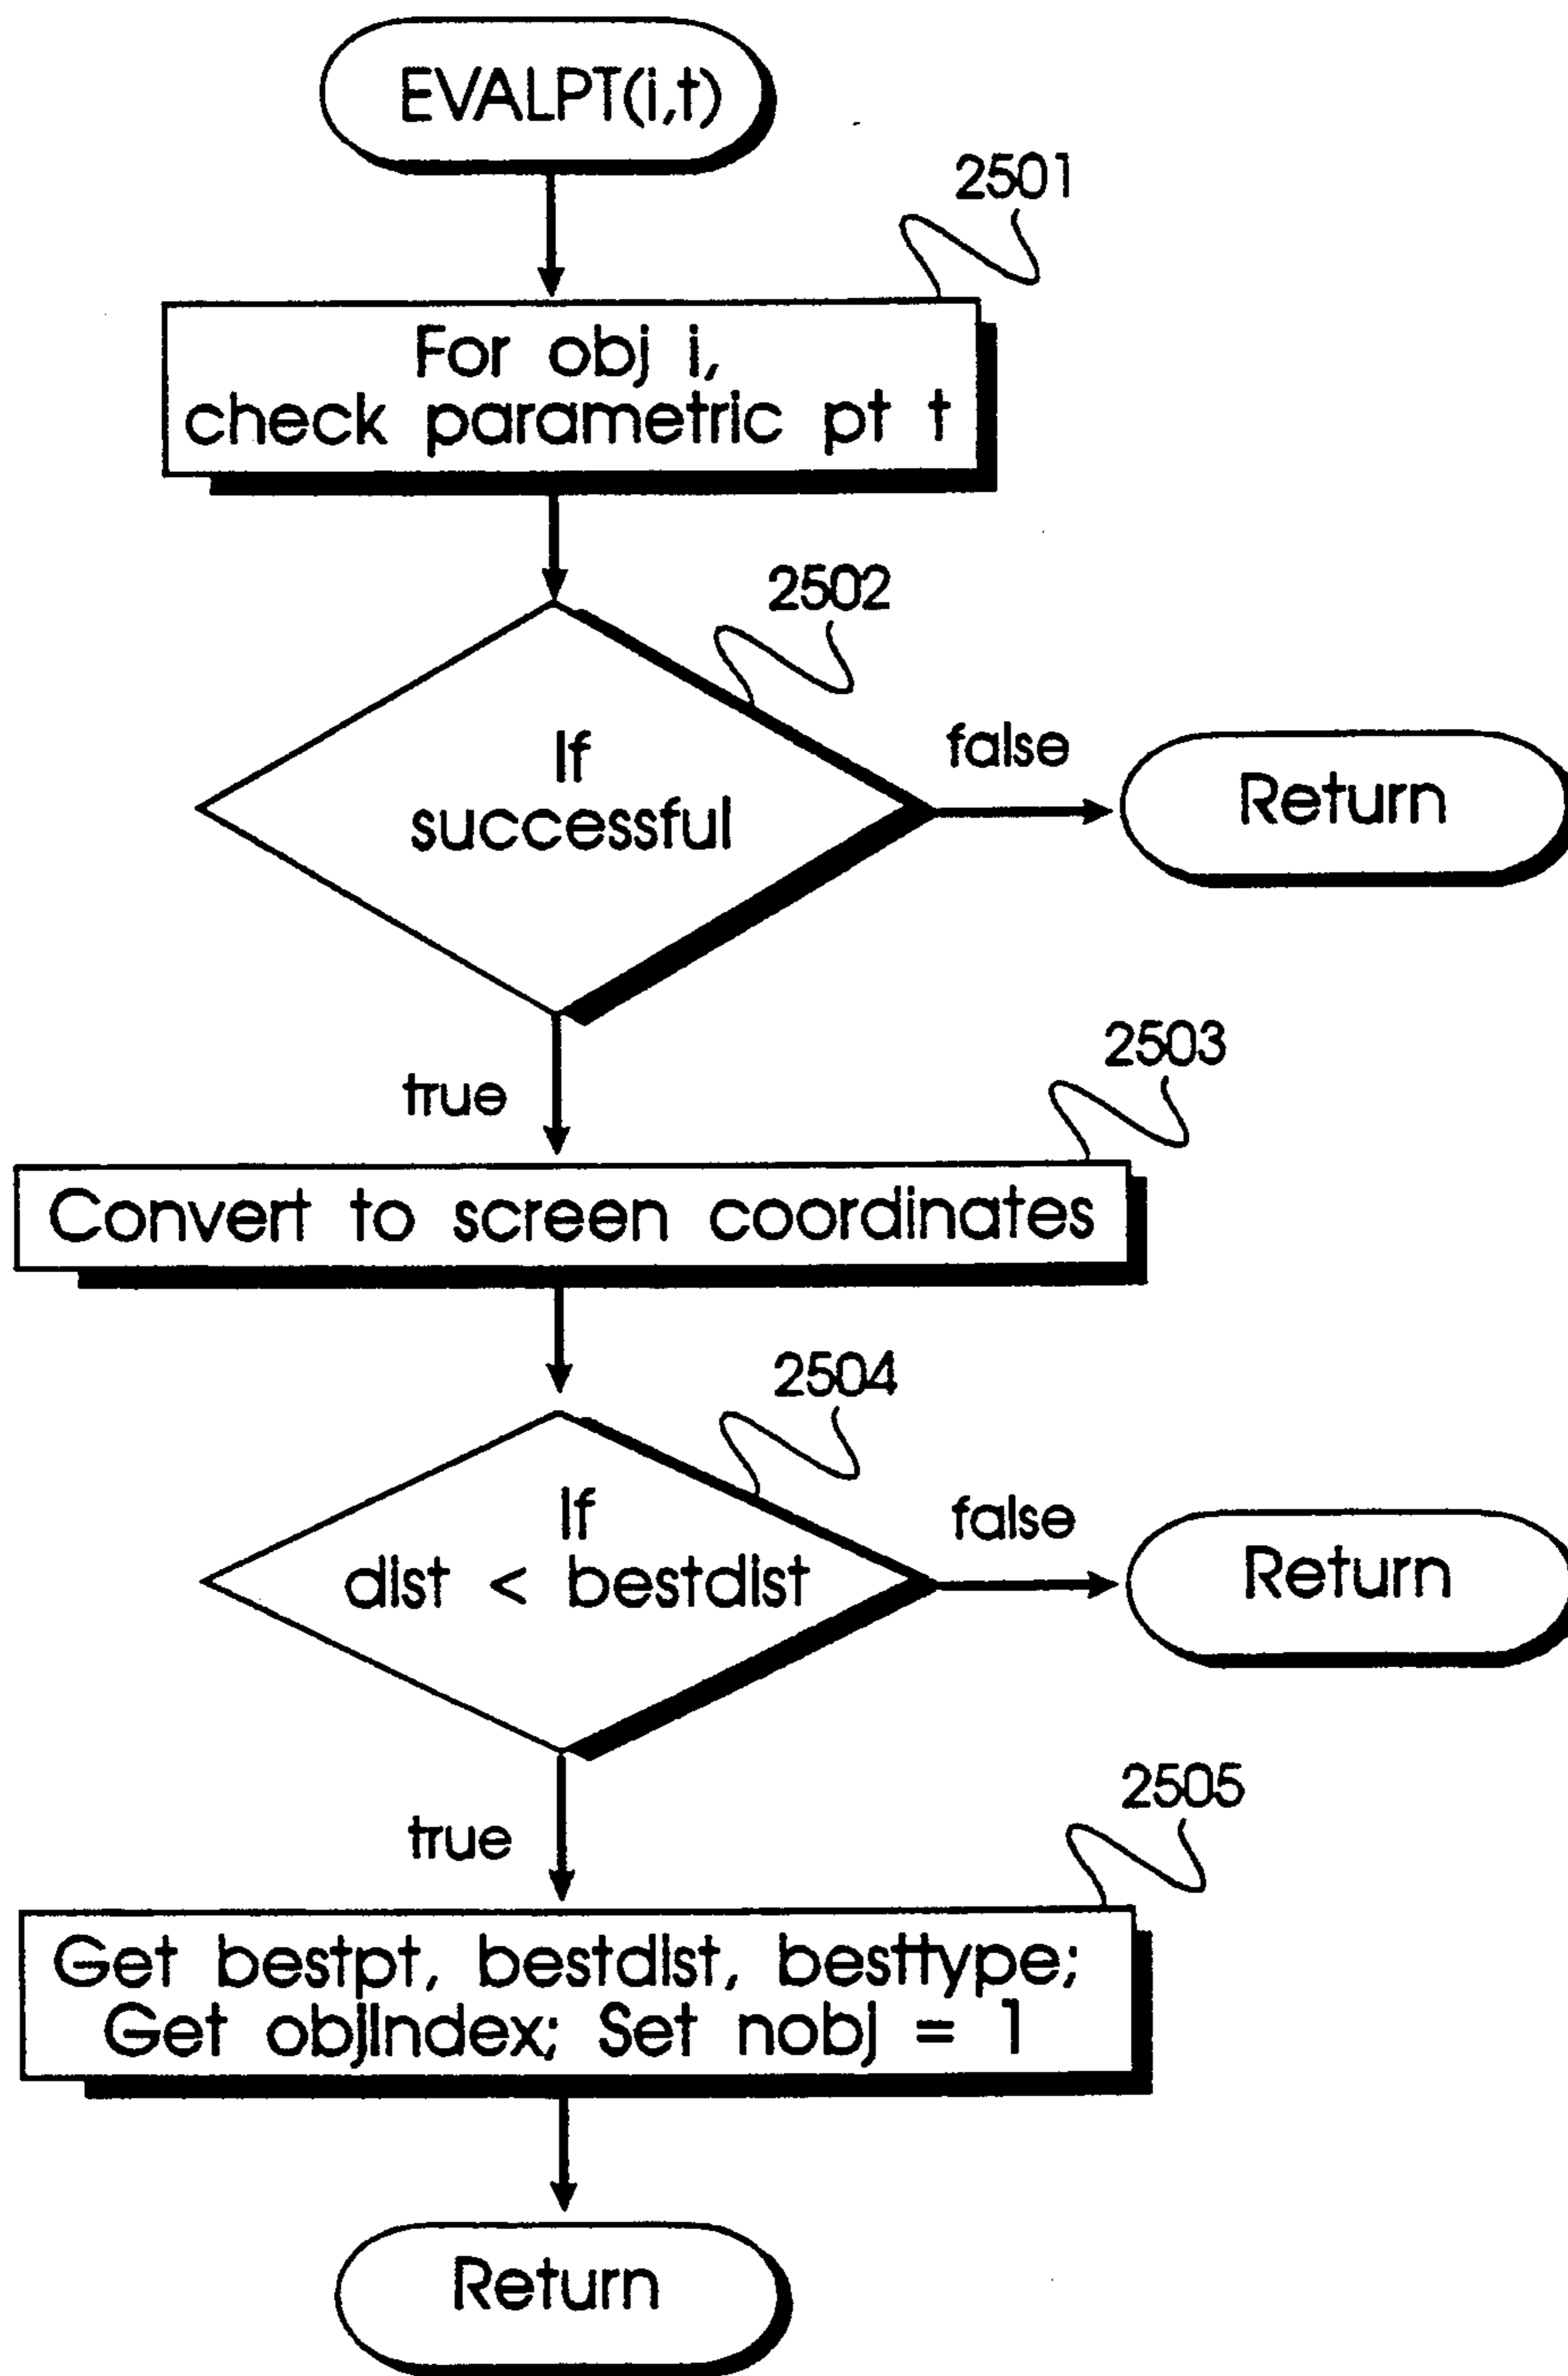 EVALPT(i,t)
2501
For obj i,
check parametric pt t
2502
If
successful
false
Return
true
2503
Convert to screen coordinates
2504
If
dist < bestdist
false
Return
true
2505
Get bestpt, bestdist, besttype;
Get objIndex; Set nobj = 1
Return